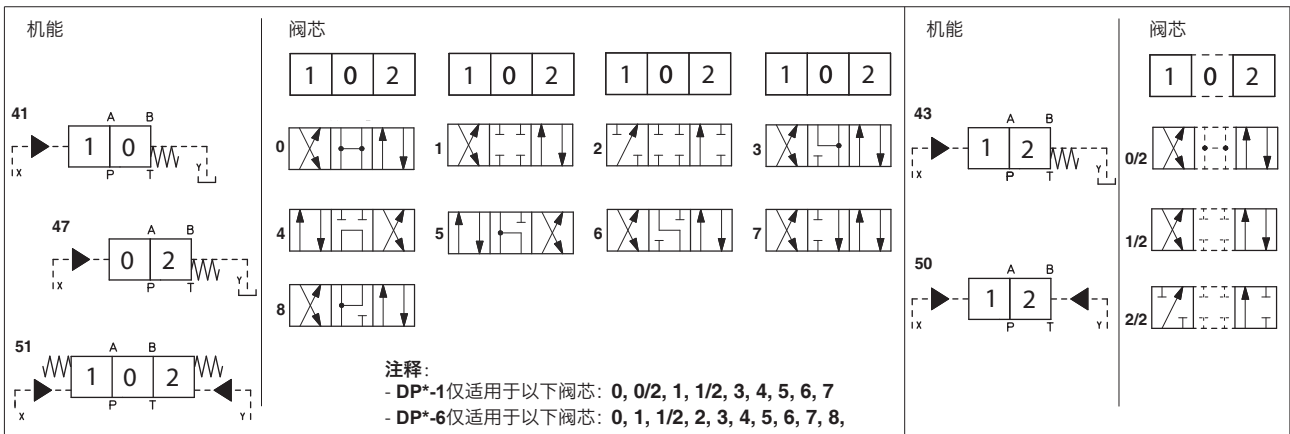 机能
阀芯
机能
阀芯
1 0 2
1 0 2
1 0 2
1 0 2
1 0 2
41
A B
1 0
P T
X
Y
0
1
2
3
43
A B
1 2
P T
X
Y
0/2
47
A B
0 2
P T
X
Y
4
5
6
7
1/2
50
A B
1 2
P T
X
Y
8
2/2
51
A B
1 0 2
P T
X
Y
注释:
- DP*-1仅适用于以下阀芯: 0, 0/2, 1, 1/2, 3, 4, 5, 6, 7
- DP*-6仅适用于以下阀芯: 0, 1, 1/2, 2, 3, 4, 5, 6, 7, 8,